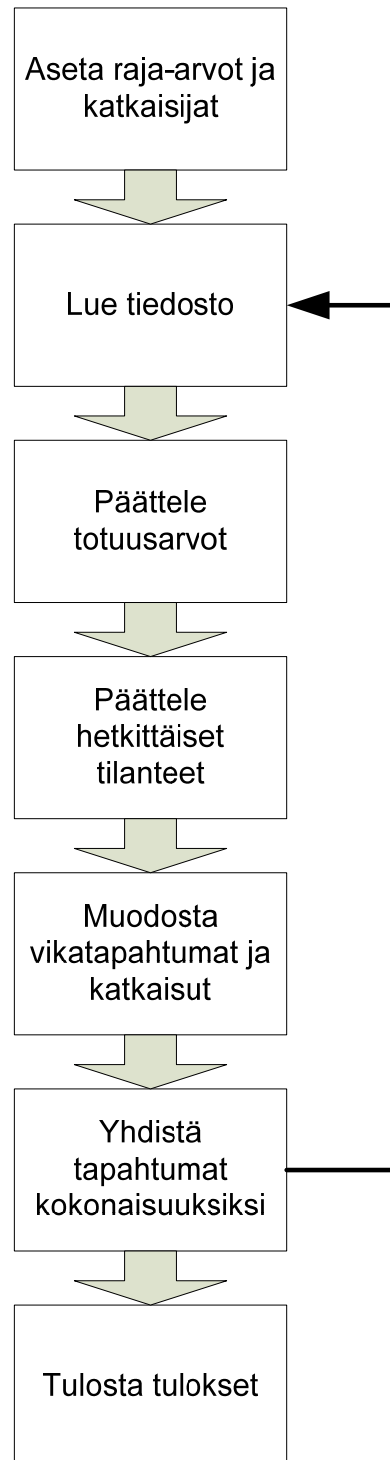 Aseta raja-arvot ja
katkaisijat
Lue tiedosto
Päättele
totuusarvot
Päättele
hetkittäiset
tilanteet
Muodosta
vikatapahtumat ja
katkaisut
Yhdistä
tapahtumat
kokonaisuuksiksi
Tulosta tulokset